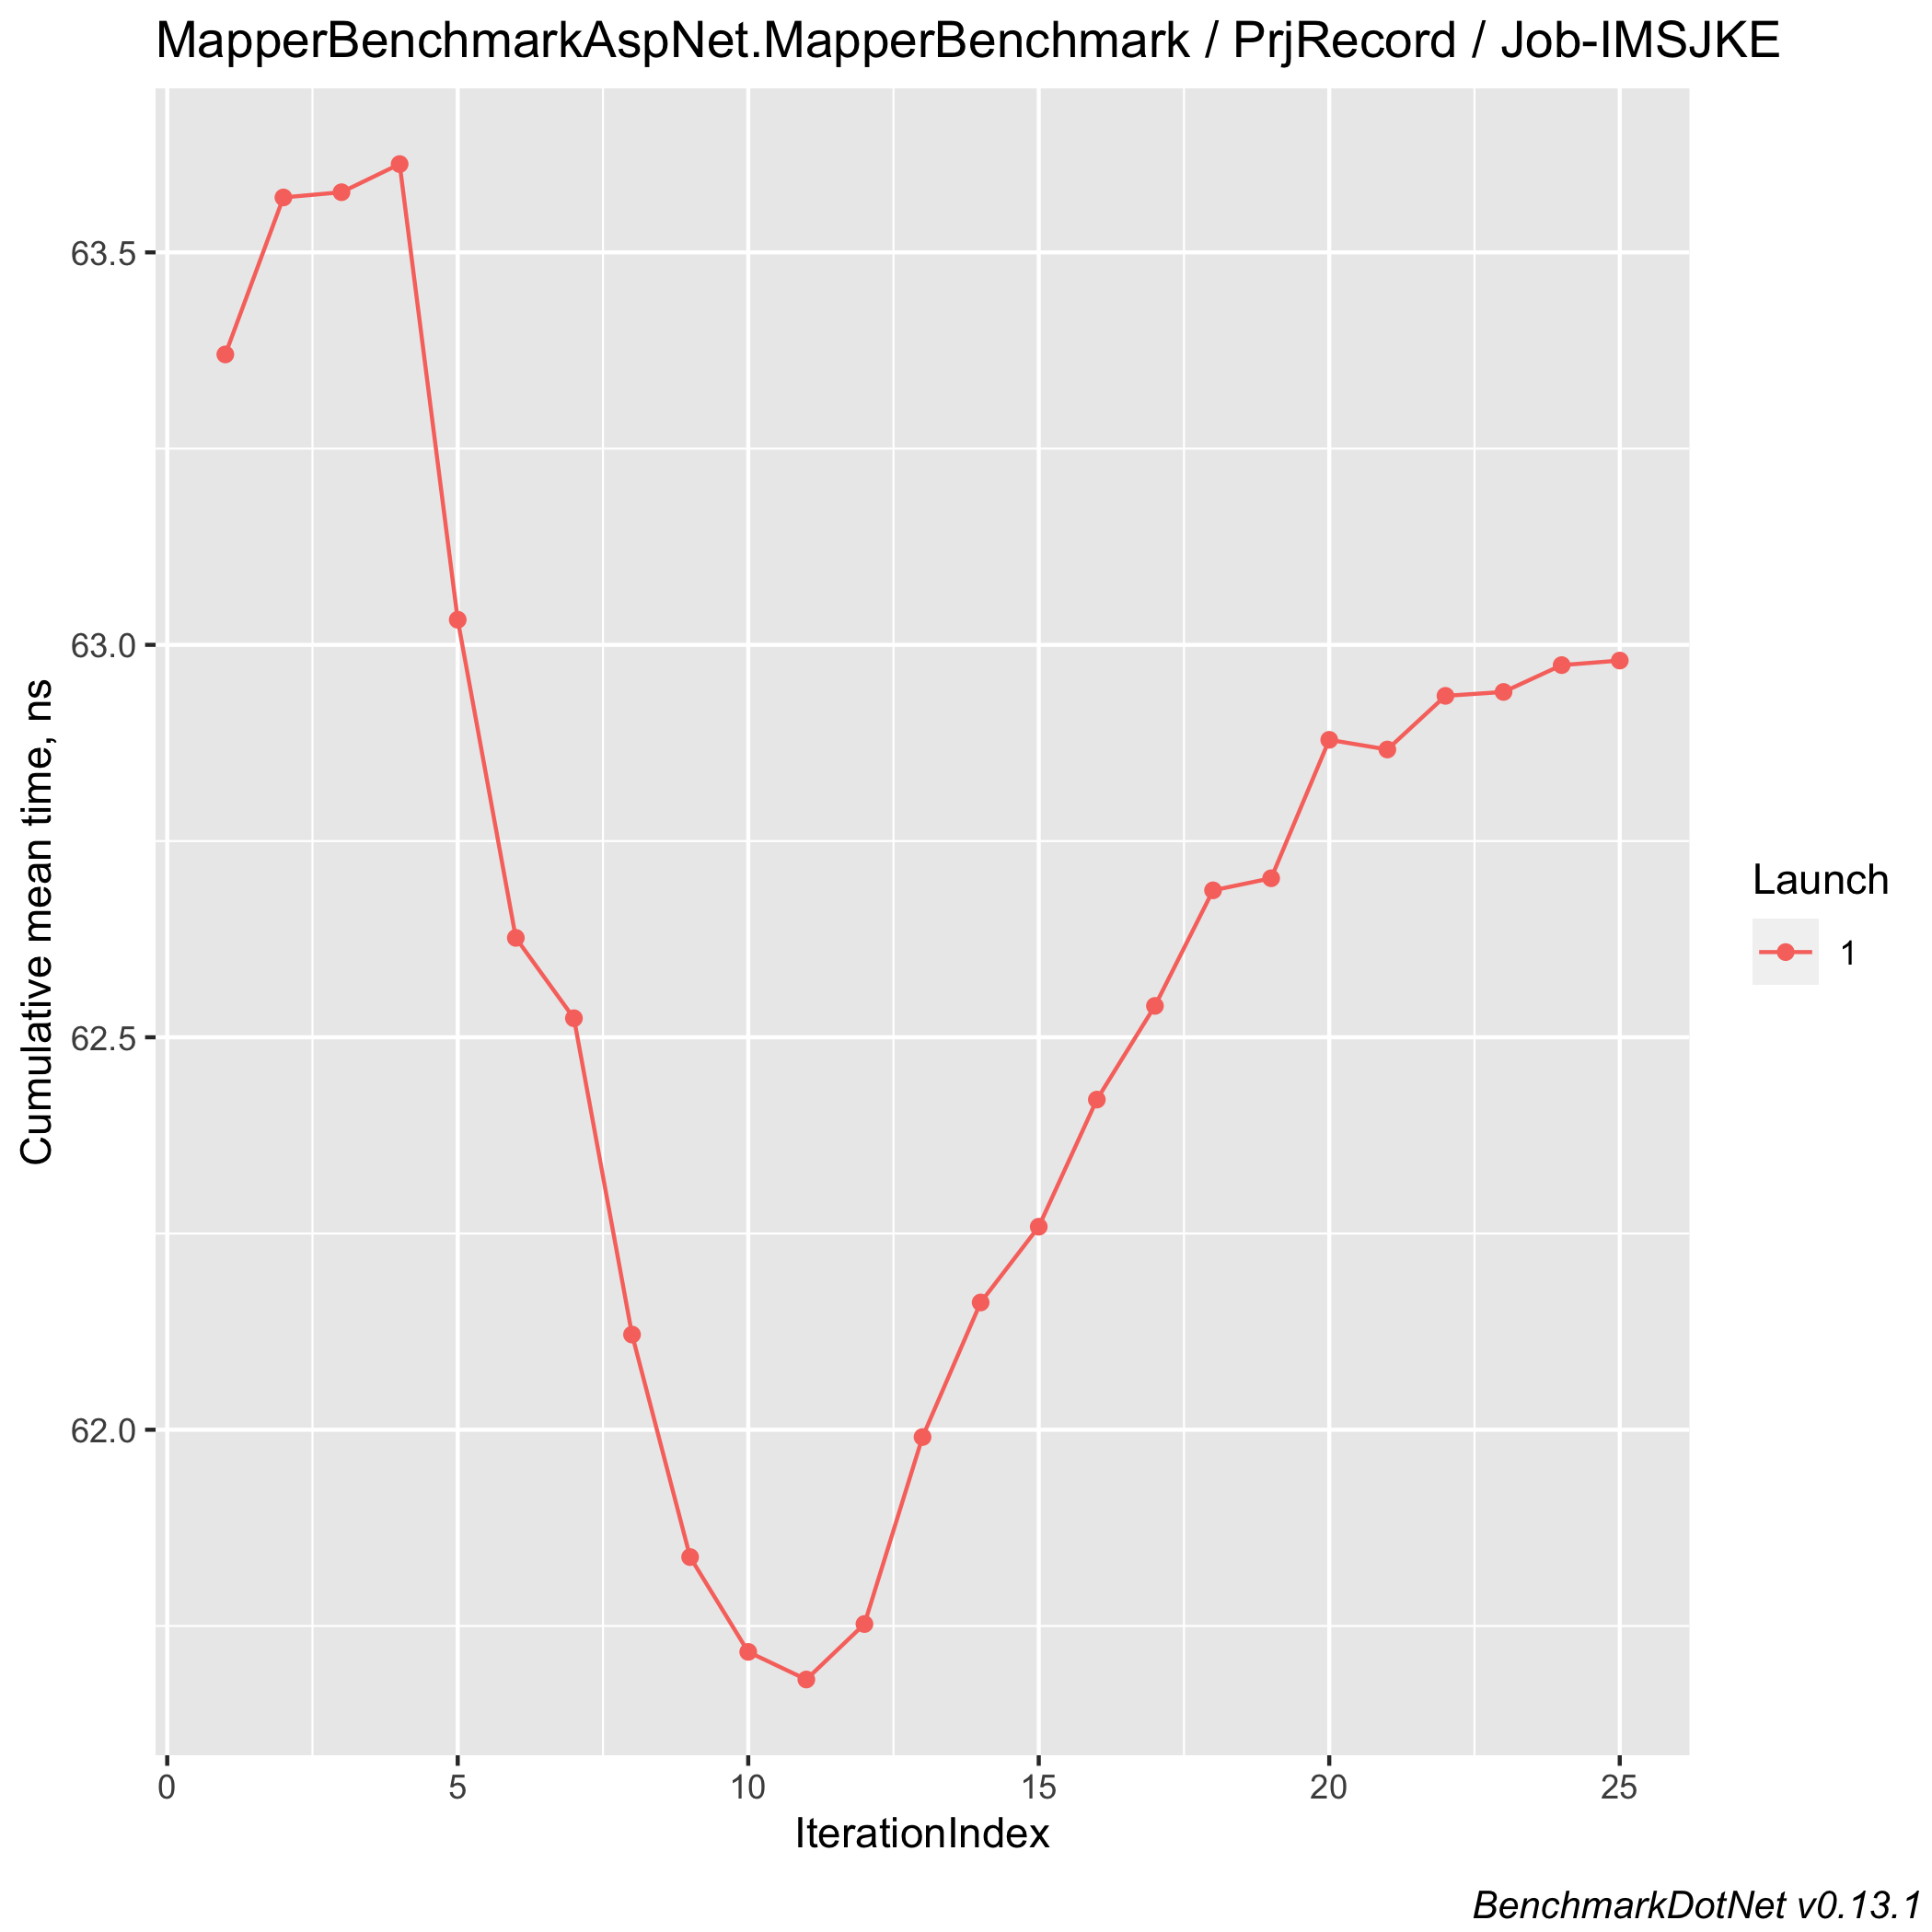 MapperBenchmarkAspNet.MapperBenchmark / PrjRecord / Job-IMSJKE
Cumulative mean time, ns
63.5
63.0
62.5
62.0
0 5 10 15 20 25
IterationIndex
Launch
1
BenchmarkDotNet v0.13.1